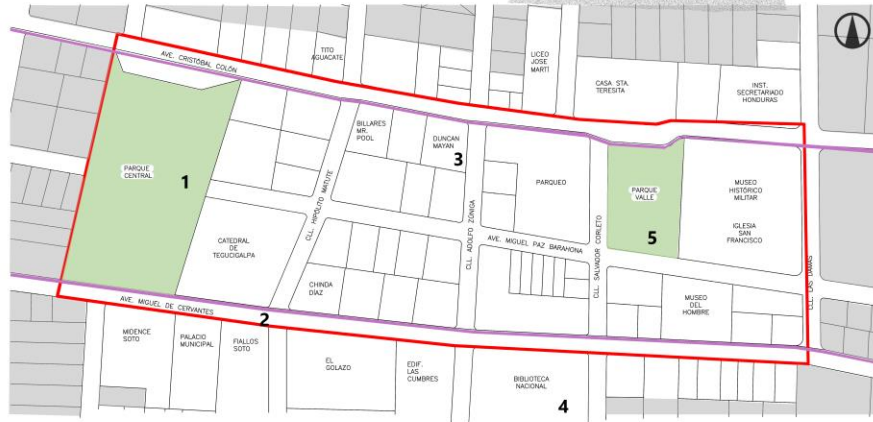 TITO
AGUACATE
LICEO
JOSE
MARTÍ
AVE. CRISTÓBAL COLÓN
CASA STA.
TERESITA
INST.
SECRETARIADO
HONDURAS
BILLARES
MR.
POOL
DUNCAN
MAYAN
3
PARQUE
CENTRAL
1
PARQUEO
PARQUE
VALLE
MUSEO
HISTÓRICO
MILITAR
CLL. HIPÓLITO MATUTE
CLL. ADOLFO ZÚNIGA
CLL. SALVADOR CORLETO
IGLESIA
SAN
FRANCISCO
CATEDRAL
DE
TEGUCIGALPA
AVE. MIGUEL PAZ BARAHONA
5
CLL. LAS DAMAS
CHINDA
DÍAZ
MUSEO
DEL
HOMBRE
AVE. MIGUEL DE CERVANTES
2
MIDENCE
SOTO
PALACIO
MUNICIPAL
FIALLOS
SOTO
EL
GOLAZO
EDIF.
LAS
CUMBRES
BIBLIOTECA
NACIONAL
4